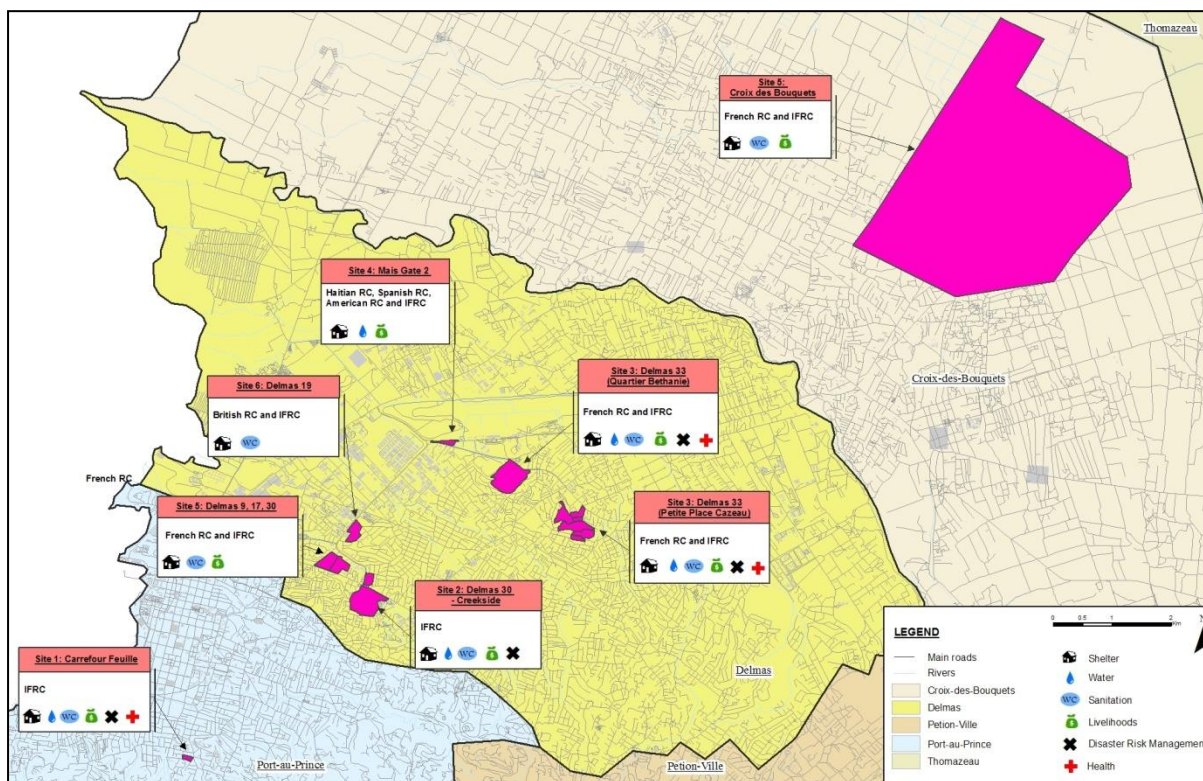 Thomazeau
Site 5:
Croix des Bouquets
French RC and IFRC
WC
Site 4: Mais Gate 2
Haitian RC, Spanish RC,
American RC and IFRC
Site 3: Delmas 33
(Quartier Bethanie)
French RC and IFRC
WC
Croix-des-Bouquets
Site 6: Delmas 19
British RC and IFRC
WC
French RC
Site 5: Delmas 9, 17, 30
French RC and IFRC
WC
Site 3: Delmas 33
(Petite Place Cazeau)
French RC and IFRC
WC
Site 2: Delmas 30
- Creekside
IFRC
WC
Site 1: Carrefour Feuille
IFRC
WC
Delmas
Port-au-Prince
Petion-Ville
LEGEND
Main roads
Rivers
Croix-des-Bouquets
Delmas
Petion-Ville
Port-au-Prince
Thomazeau
0 0.5 1 2
Km
Shelter
Water
WC Sanitation
Livelihoods
Disaster Risk Management
Health